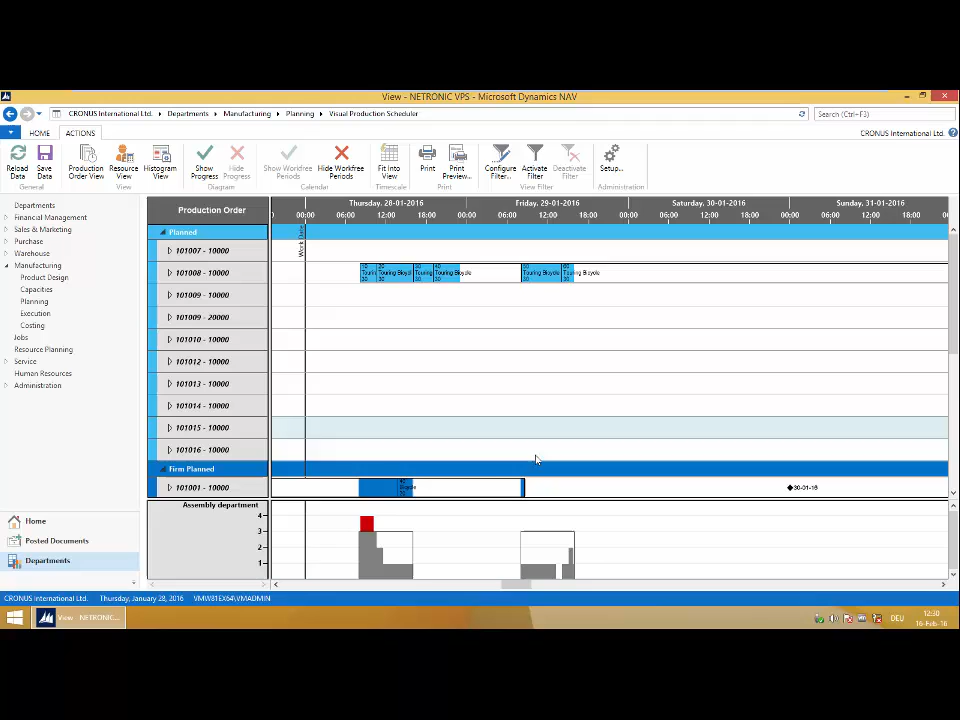 View - NETRONIC VPS - Microsoft Dynamics NAV
CRONUS International Ltd. Departments Manufacturing Planning Visual Production Scheduler
Search (Ctrl+F3)
HOME ACTIONS
CRONUS International Ltd.
Reload Data
Save Data
Production Order View
Resource View
Histogram View
Show Progress
Hide Progress
Show Workfree Periods
Hide Workfree Periods
Fit into View
Print
Print Preview...
Configure Filter...
Activate Filter
Deactivate Filter
Setup...
General View Diagram Calendar Timescale Print View Filter Administration
Departments
Financial Management
Sales & Marketing
Purchase
Warehouse
Manufacturing
Product Design
Capacities
Planning
Execution
Costing
Jobs
Resource Planning
Service
Human Resources
Administration
Home
Posted Documents
Departments
Production Order
Thursday, 28-01-2016 Friday, 29-01-2016 Saturday, 30-01-2016 Sunday, 31-01-2016
00:00 06:00 12:00 18:00 00:00 06:00 12:00 18:00 00:00 06:00 12:00 18:00 00:00 06:00 12:00 18:00
Work Date
Planned
101007 - 10000
101008 - 10000
Touring Bicycle
Touring Bicycle
Touring Bicycle
101009 - 10000
101009 - 20000
101010 - 10000
101012 - 10000
101013 - 10000
101014 - 10000
101015 - 10000
101016 - 10000
Firm Planned
101001 - 10000
30-01-16
Assembly department
4
3
2
1
CRONUS International Ltd. Thursday, January 28, 2016 VMW81EX64\VMADMIN
View NETRONIC...
DEU
12:30
16-Feb-16